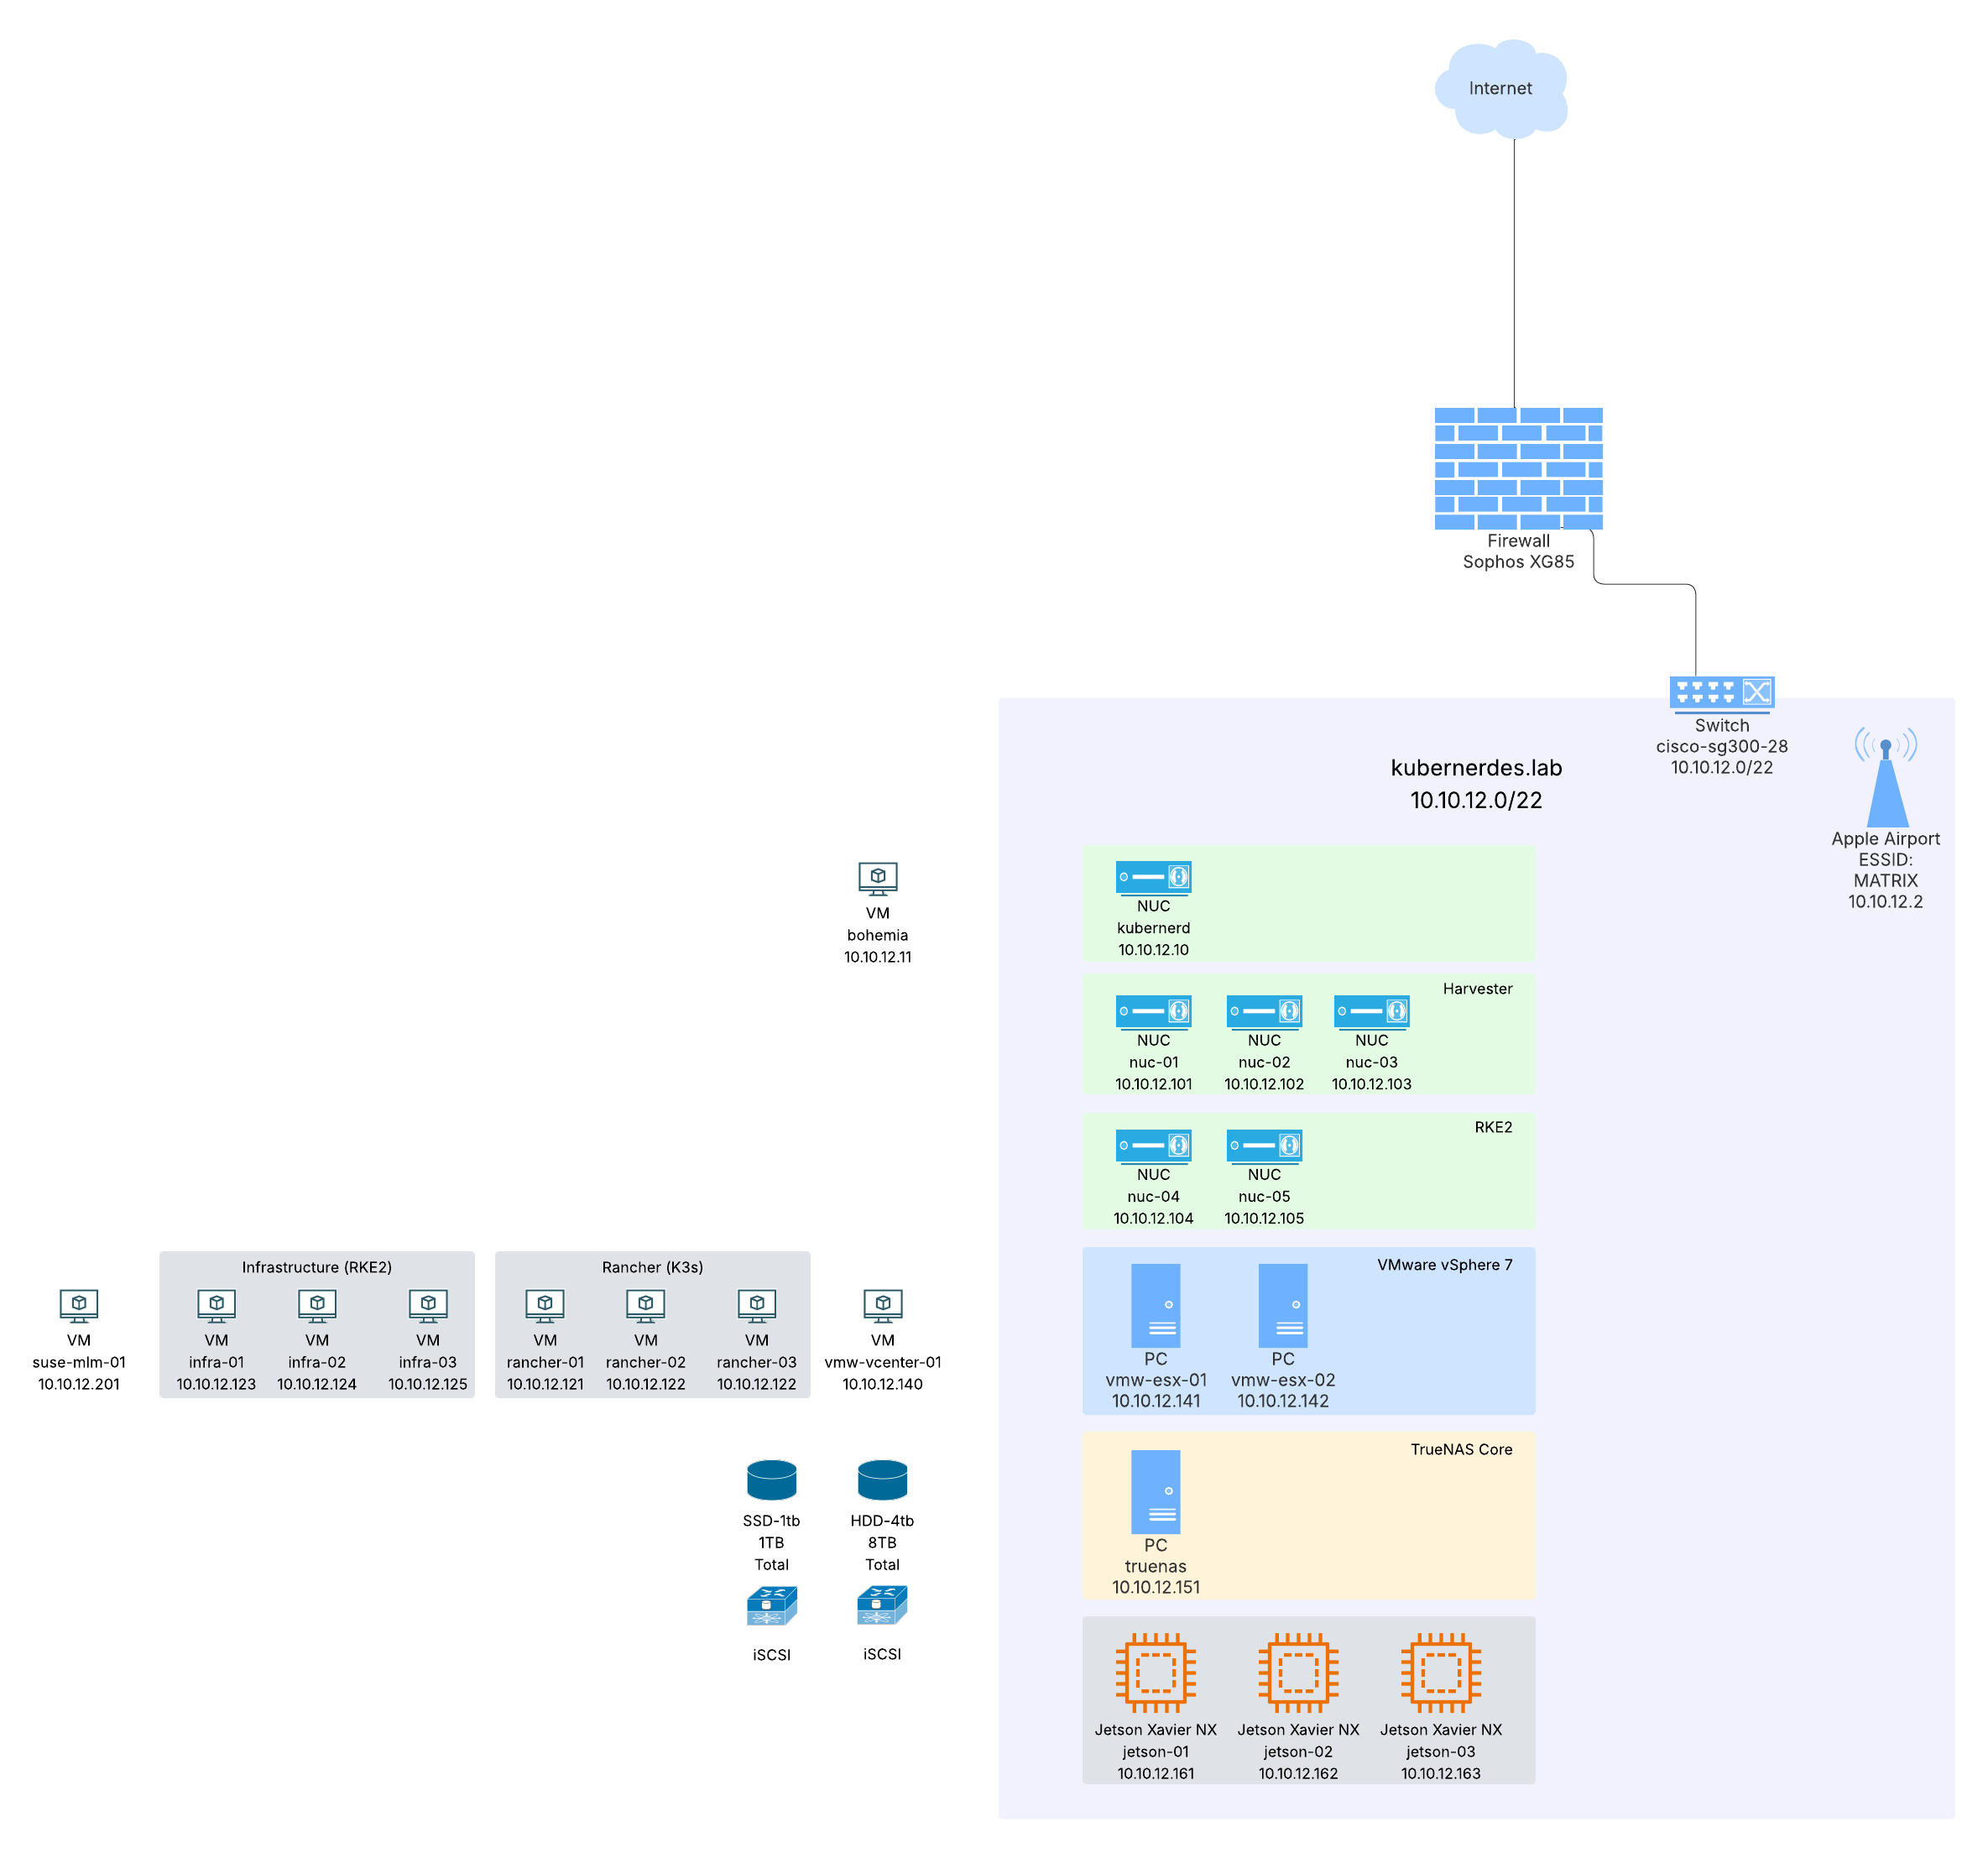 Internet
Firewall
Sophos XG85
Switch
cisco-sg300-28
10.10.12.0/22
kubernerdes.lab
10.10.12.0/22
Apple Airport
ESSID:
MATRIX
10.10.12.2
VM
bohemia
10.10.12.11
NUC
kubernerd
10.10.12.10
Harvester
NUC
nuc-01
10.10.12.101
NUC
nuc-02
10.10.12.102
NUC
nuc-03
10.10.12.103
RKE2
NUC
nuc-04
10.10.12.104
NUC
nuc-05
10.10.12.105
VM
suse-mlm-01
10.10.12.201
Infrastructure (RKE2)
VM
infra-01
10.10.12.123
VM
infra-02
10.10.12.124
VM
infra-03
10.10.12.125
Rancher (K3s)
VM
rancher-01
10.10.12.121
VM
rancher-02
10.10.12.122
VM
rancher-03
10.10.12.122
VM
vmw-vcenter-01
10.10.12.140
VMware vSphere 7
PC
vmw-esx-01
10.10.12.141
PC
vmw-esx-02
10.10.12.142
SSD-1tb
1TB
Total
iSCSI
HDD-4tb
8TB
Total
iSCSI
TrueNAS Core
PC
truenas
10.10.12.151
Jetson Xavier NX
jetson-01
10.10.12.161
Jetson Xavier NX
jetson-02
10.10.12.162
Jetson Xavier NX
jetson-03
10.10.12.163